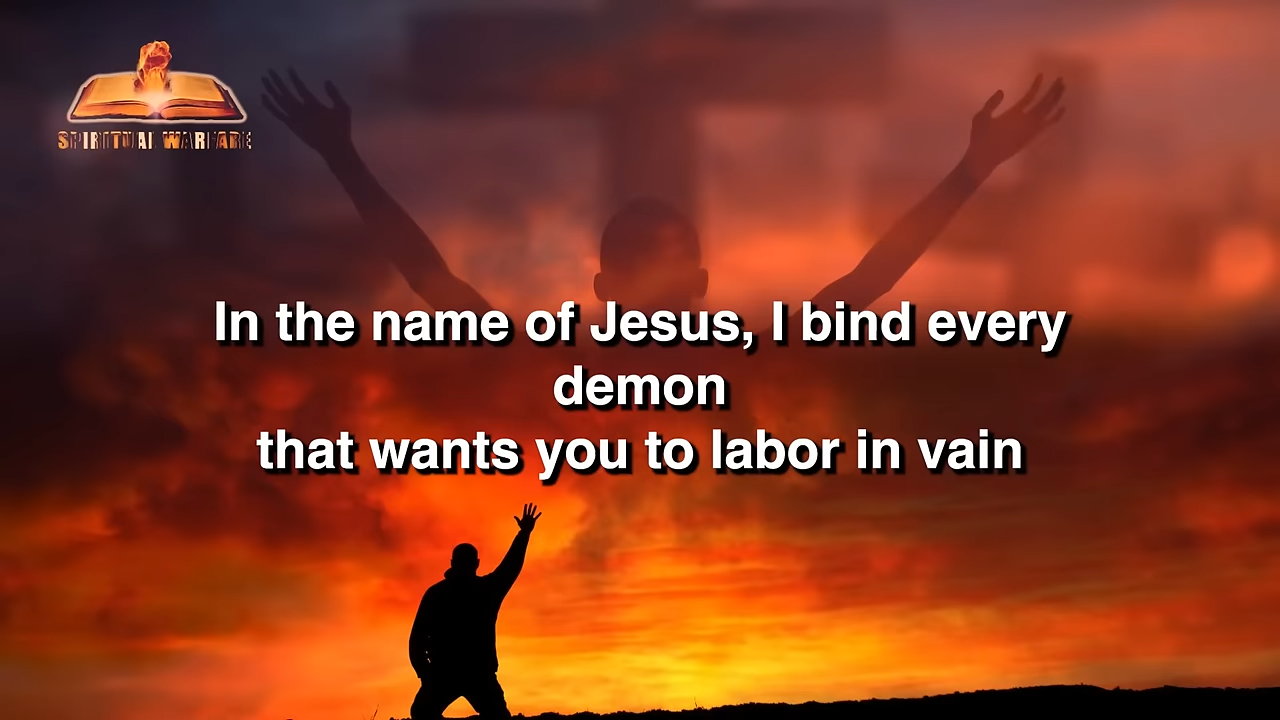 SPIRITUAL WARFARE
In the name of Jesus, I bind every
demon
that wants you to labor in vain